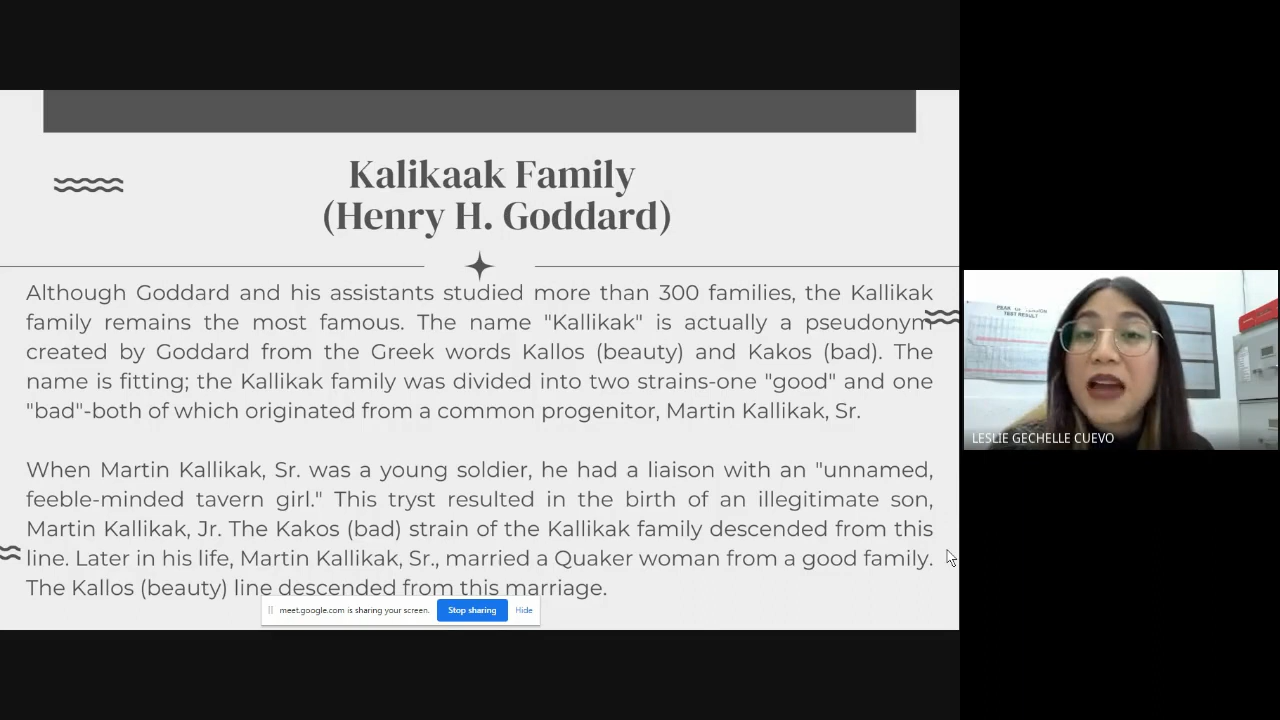 Kalikaak Family
(Henry H. Goddard)
Although Goddard and his assistants studied more than 300 families, the Kallikak
family remains the most famous. The name "Kallikak" is actually a pseudonym
created by Goddard from the Greek words Kallos (beauty) and Kakos (bad). The
name is fitting; the Kallikak family was divided into two strains-one "good" and one
"bad"-both of which originated from a common progenitor, Martin Kallikak, Sr.
When Martin Kallikak, Sr. was a young soldier, he had a liaison with an "unnamed,
feeble-minded tavern girl." This tryst resulted in the birth of an illegitimate son,
Martin Kallikak, Jr. The Kakos (bad) strain of the Kallikak family descended from this
line. Later in his life, Martin Kallikak, Sr., married a Quaker woman from a good family.
The Kallos (beauty) line descended from this marriage.
meet.google.com is sharing your screen.
Stop sharing
Hide
TEST RESULT
LESLIE GECHELLE CUEVO